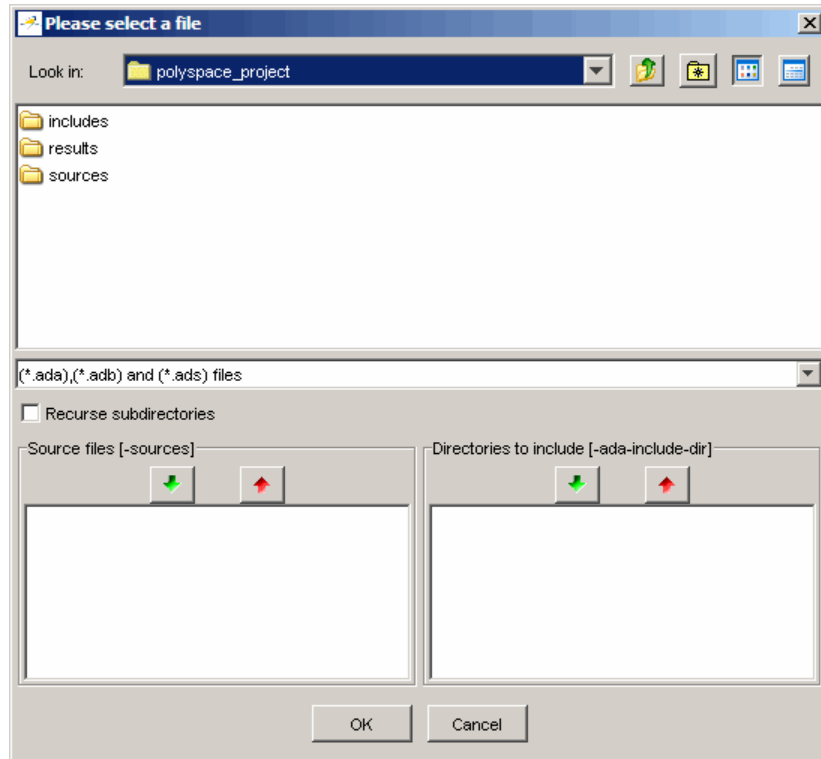 Please select a file
Look in: polyspace_project
includes
results
sources
(*.ada),(*.adb) and (*.ads) files
Recurse subdirectories
Source files [-sources] Directories to include [-ada-include-dir]
OK Cancel